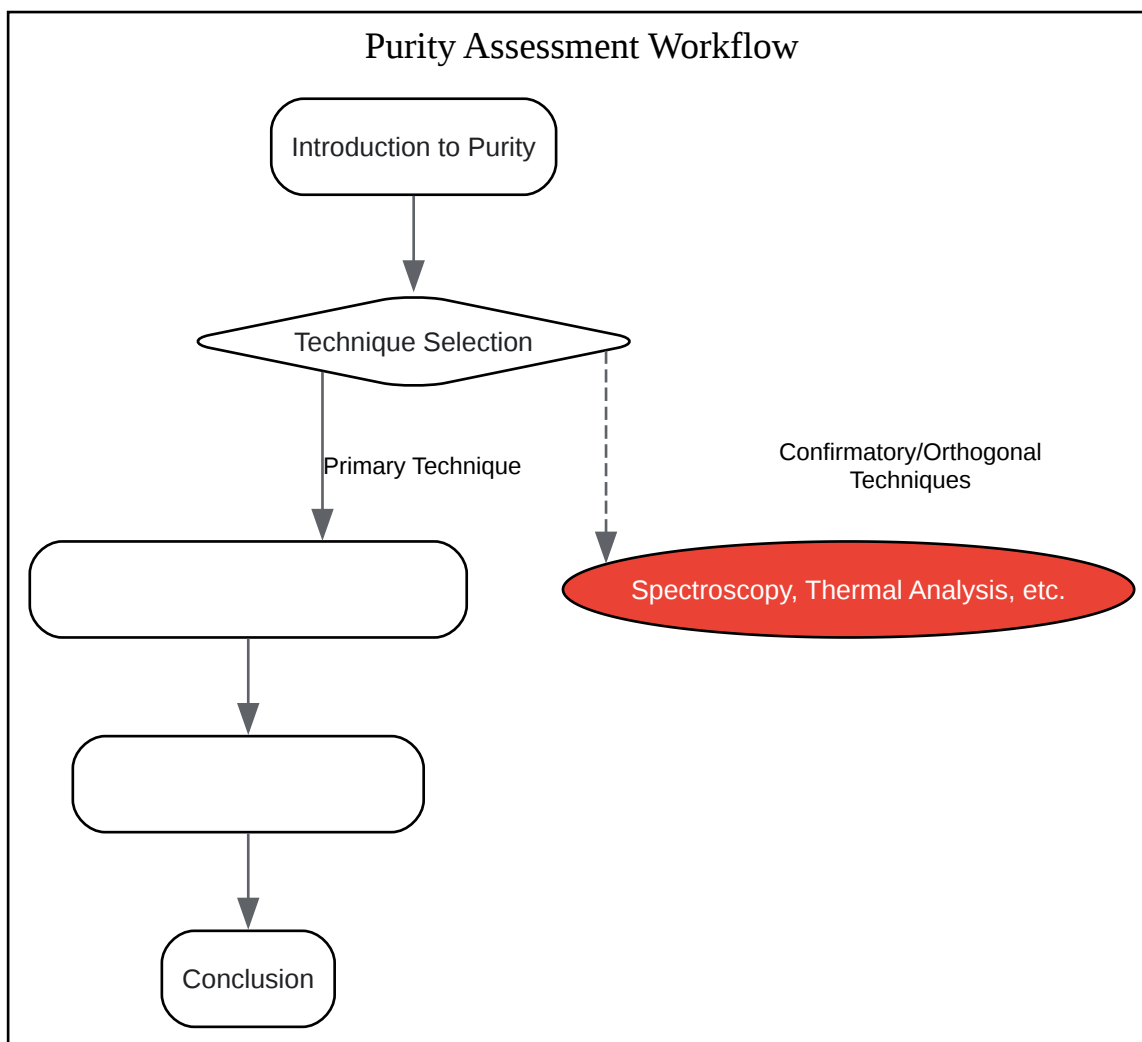 Purity Assessment Workflow
Introduction to Purity
Technique Selection
Primary Technique
Confirmatory/Orthogonal
Techniques
Spectroscopy, Thermal Analysis, etc.
Conclusion